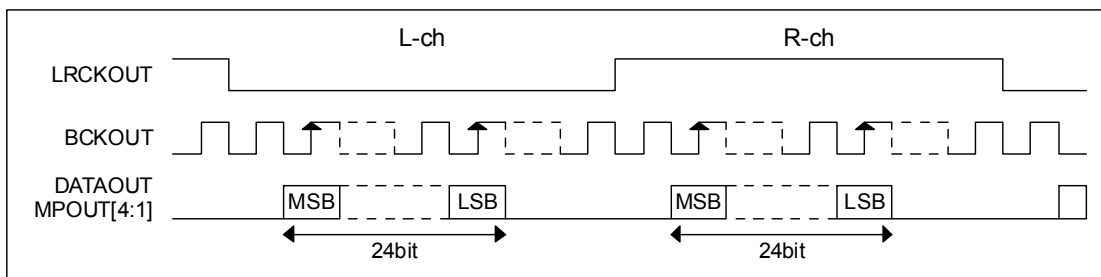 L-ch R-ch
LRCKOUT
BCKOUT
DATAOUT
MPOUT[4:1]
MSB LSB MSB LSB
24bit 24bit